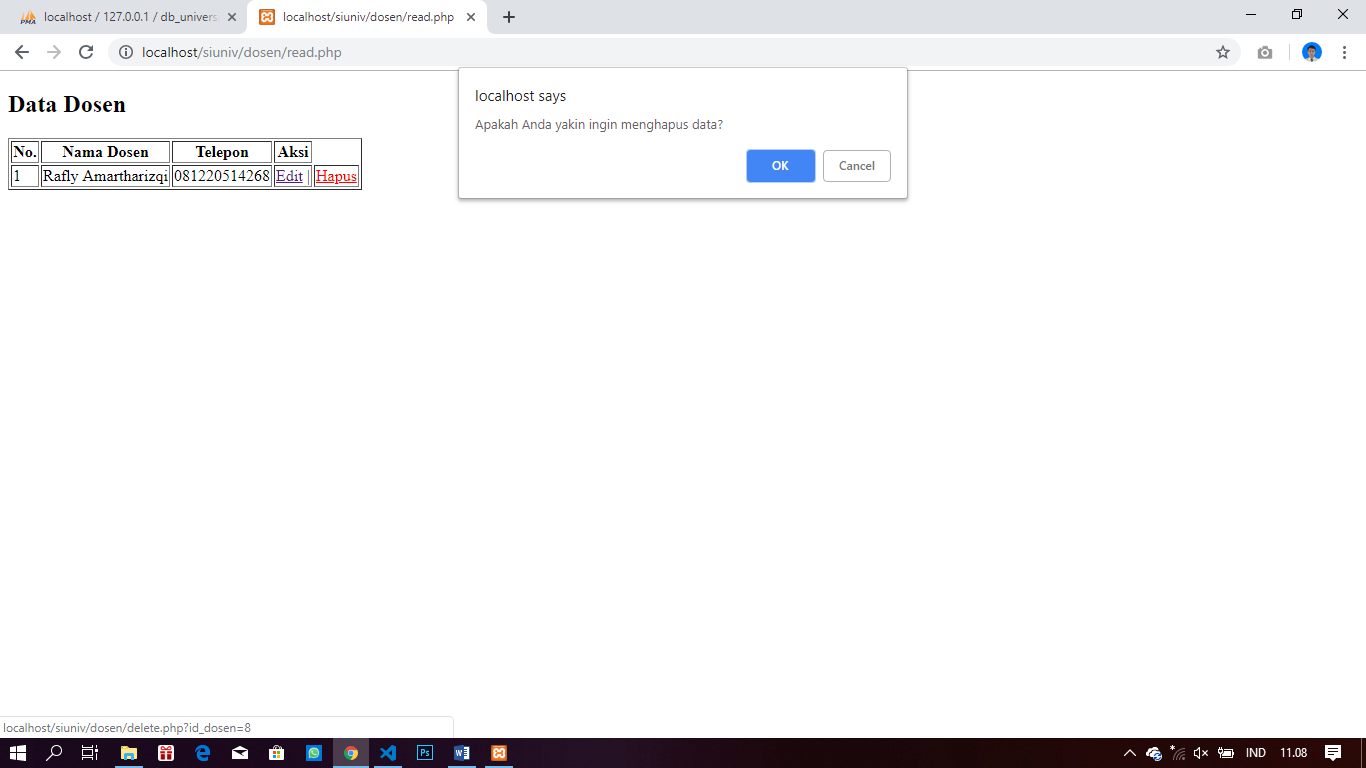 localhost / 127.0.0.1 / db_univers
localhost/siuniv/dosen/read.php
localhost/siuniv/dosen/read.php
localhost says
Apakah Anda yakin ingin menghapus data?
OK
Cancel
Data Dosen
No. Nama Dosen Telepon Aksi
1 Rafly Amartharizqi 081220514268 Edit | Hapus
localhost/siuniv/dosen/delete.php?id_dosen=8
IND 11.08